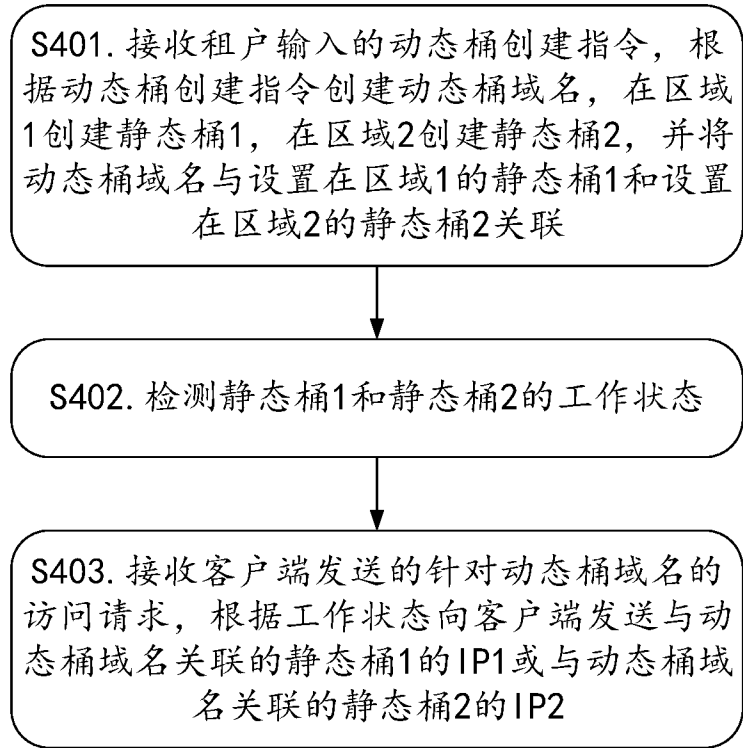 S401.接收租户输入的动态桶创建指令，根
据动态桶创建指令创建动态桶域名，在区域
1创建静态桶1，在区域2创建静态桶2，并将
动态桶域名与设置在区域1的静态桶1和设置
在区域2的静态桶2关联
S402.检测静态桶1和静态桶2的工作状态
S403.接收客户端发送的针对动态桶域名的
访问请求，根据工作状态向客户端发送与动
态桶域名关联的静态桶1的IP1或与动态桶域
名关联的静态桶2的IP2